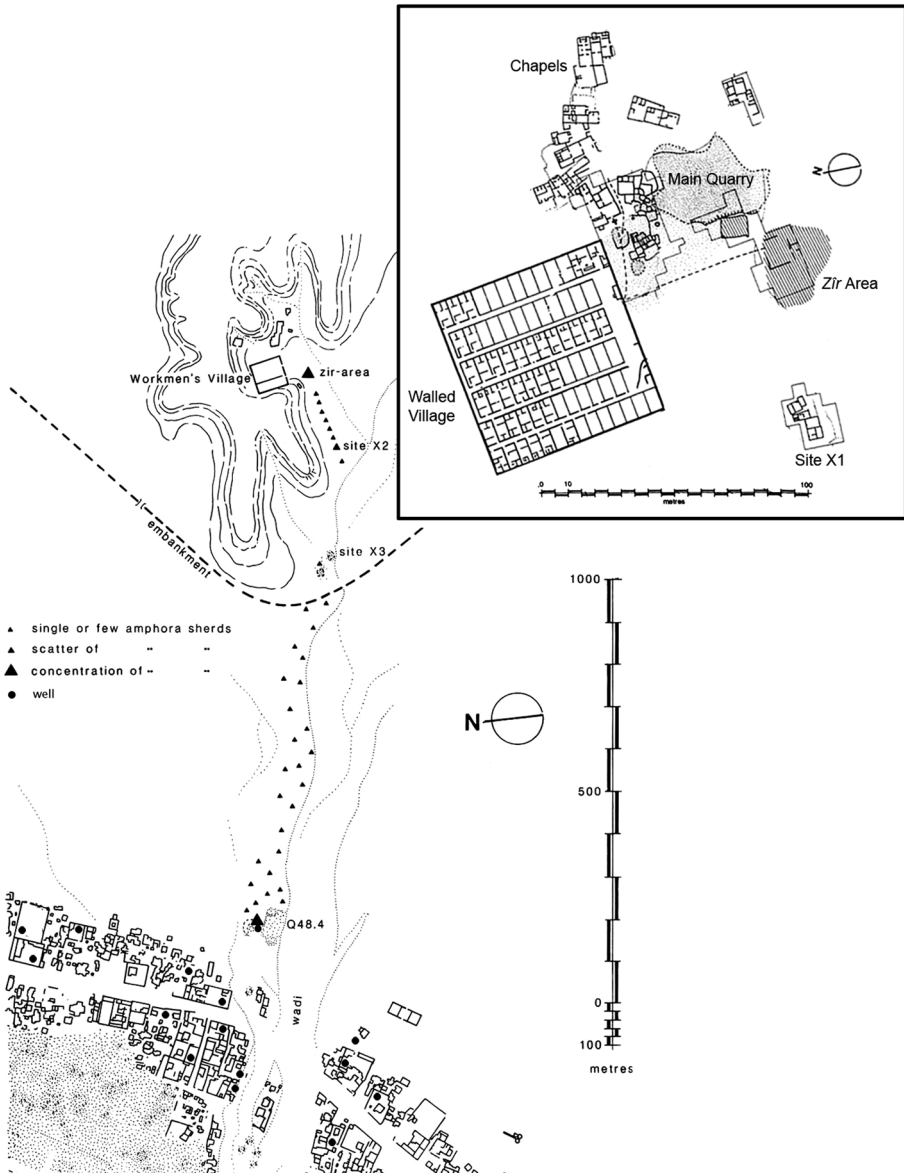 Chapels
Main Quarry
N
Zîr Area
Walled
Village
Site X1
.0 10 100
metres
Workmen's Village
zir-area
site X2
embankment
site X3
1000
single or few amphora sherds
scatter of " "
concentration of " "
well
N
500
Q48.4
wadi
0
100
metres